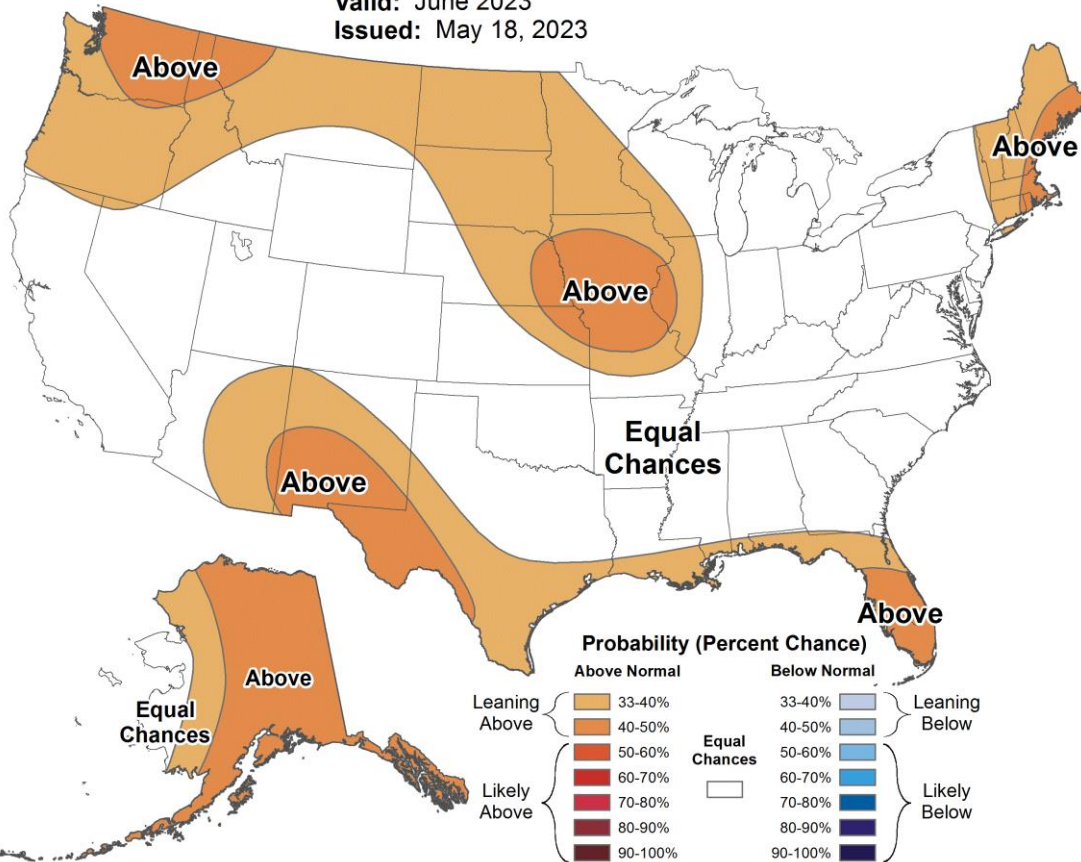 Valid: June 2023
Issued: May 18, 2023
Above
Above
Above
Equal
Chances
Above
Above
Above
Equal
Chances
Probability (Percent Chance)
Above Normal
Below Normal
Leaning
Above
33-40%
40-50%
Likely
Above
50-60%
60-70%
70-80%
80-90%
90-100%
Equal
Chances
33-40%
40-50%
Leaning
Below
50-60%
60-70%
70-80%
80-90%
90-100%
Likely
Below